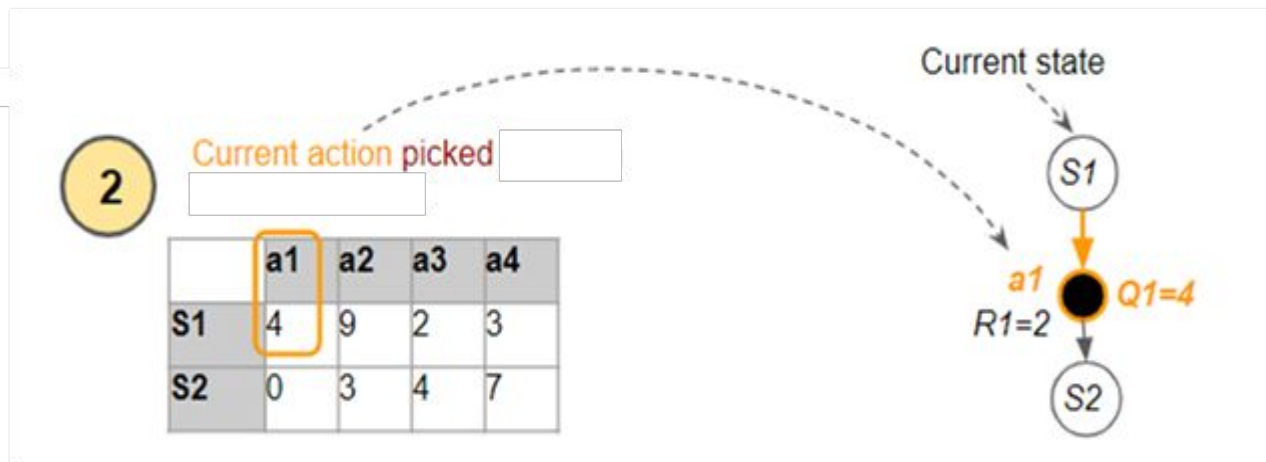 Current state
Current action picked
2
S1
a1 a2 a3 a4
S1 4 9 2 3
S2 0 3 4 7
a1 Q1=4
R1=2
S2